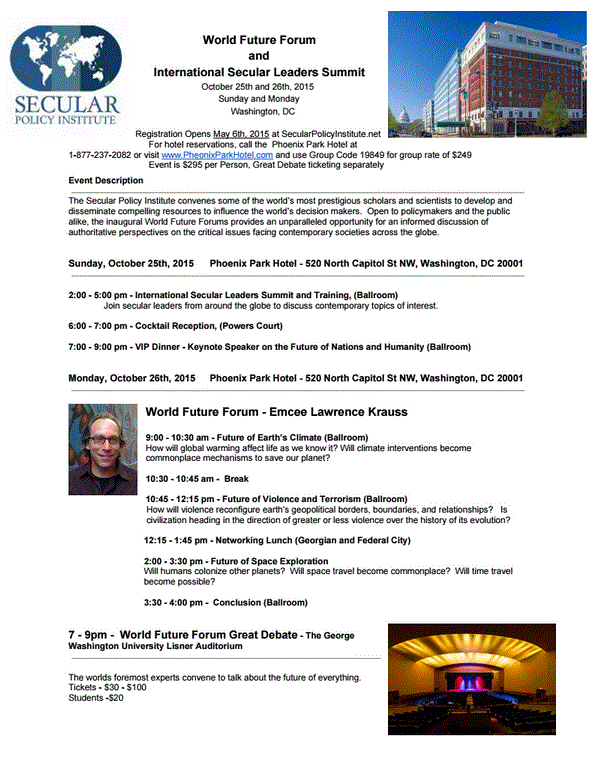 SECULAR
POLICY INSTITUTE
World Future Forum
and
International Secular Leaders Summit
October 25th and 26th, 2015
Sunday and Monday
Washington, DC
Registration Opens May 6th, 2015 at SecularPolicyInstitute.net
For hotel reservations, call the Phoenix Park Hotel at
1-877-237-2082 or visit www.PheonixParkHotel.com and use Group Code 19849 for group rate of $249
Event is $295 per Person, Great Debate ticketing separately
Event Description
The Secular Policy Institute convenes some of the world's most prestigious scholars and scientists to develop and
disseminate compelling resources to influence the world's decision makers. Open to policymakers and the public
alike, the inaugural World Future Forums provides an unparalleled opportunity for an informed discussion of
authoritative perspectives on the critical issues facing contemporary societies across the globe.
Sunday, October 25th, 2015 Phoenix Park Hotel - 520 North Capitol St NW, Washington, DC 20001
2:00 - 5:00 pm - International Secular Leaders Summit and Training, (Ballroom)
Join secular leaders from around the globe to discuss contemporary topics of interest.
6:00 - 7:00 pm - Cocktail Reception, (Powers Court)
7:00 - 9:00 pm - VIP Dinner - Keynote Speaker on the Future of Nations and Humanity (Ballroom)
Monday, October 26th, 2015 Phoenix Park Hotel - 520 North Capitol St NW, Washington, DC 20001
World Future Forum - Emcee Lawrence Krauss
9:00 - 10:30 am - Future of Earth's Climate (Ballroom)
How will global warming affect life as we know it? Will climate interventions become
commonplace mechanisms to save our planet?
10:30 - 10:45 am - Break
10:45 - 12:15 pm - Future of Violence and Terrorism (Ballroom)
How will violence reconfigure earth's geopolitical borders, boundaries, and relationships? Is
civilization heading in the direction of greater or less violence over the history of its evolution?
12:15 - 1:45 pm - Networking Lunch (Georgian and Federal City)
2:00 - 3:30 pm - Future of Space Exploration
Will humans colonize other planets? Will space travel become commonplace? Will time travel
become possible?
3:30 - 4:00 pm - Conclusion (Ballroom)
7 - 9pm - World Future Forum Great Debate - The George
Washington University Lisner Auditorium
The worlds foremost experts convene to talk about the future of everything.
Tickets - $30 - $100
Students -$20